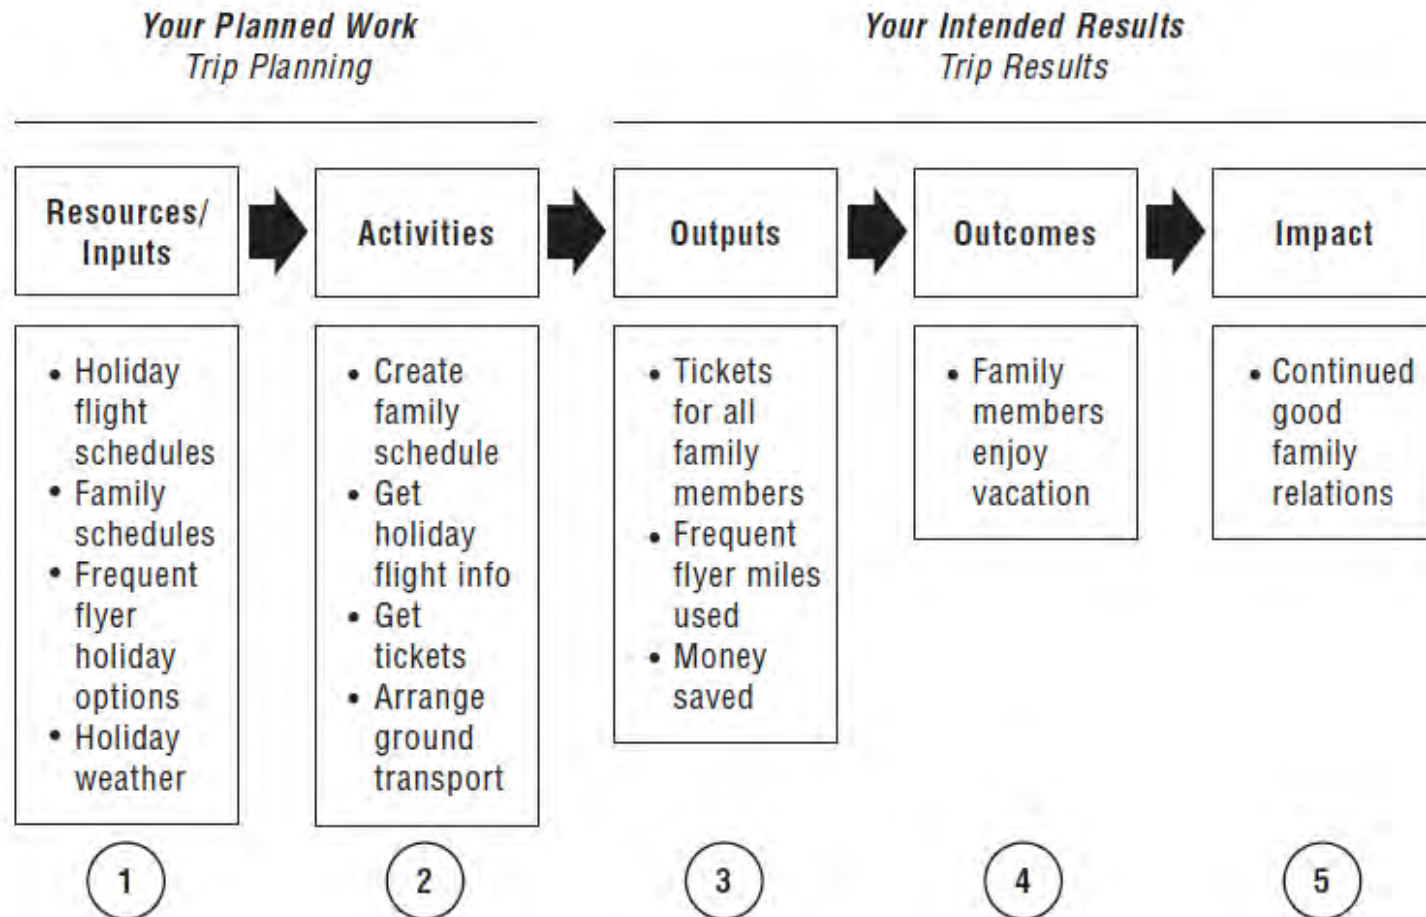 Your Planned Work
Trip Planning
Your Intended Results
Trip Results
Resources/
Inputs
Activities
Outputs
Outcomes
Impact
• Holiday
flight
schedules
• Family
schedules
• Frequent
flyer
holiday
options
• Holiday
weather
• Create
family
schedule
• Get
holiday
flight info
• Get
tickets
• Arrange
ground
transport
• Tickets
for all
family
members
• Frequent
flyer miles
used
• Money
saved
• Family
members
enjoy
vacation
• Continued
good
family
relations
1
2
3
4
5